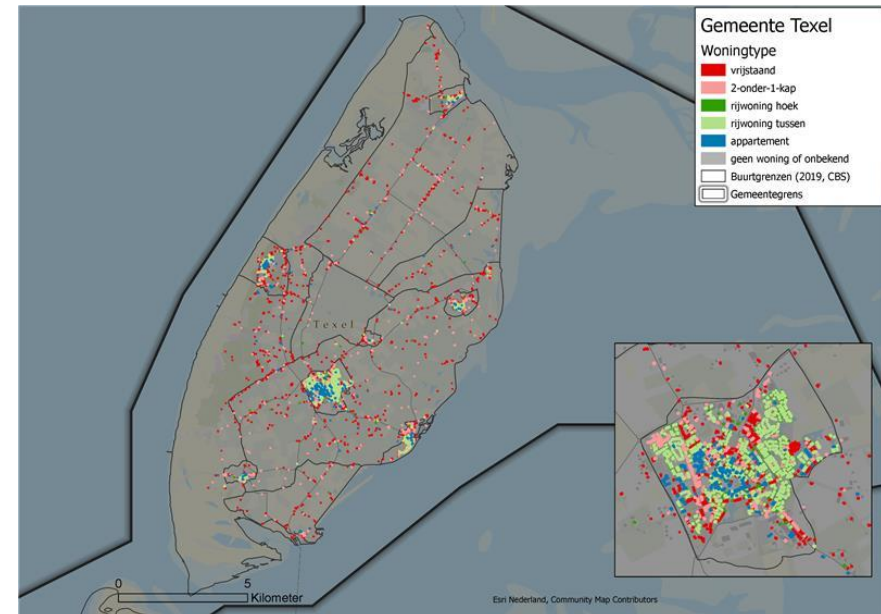 Gemeente Texel
Woningtype
vrijstaand
2-onder-1-kap
rijwoning hoek
rijwoning tussen
appartement
geen woning of onbekend
Buurtgrenzen (2019, CBS)
Gemeentegrens
Texel
0 5
Kilometer
Esri Nederland, Community Map Contributors